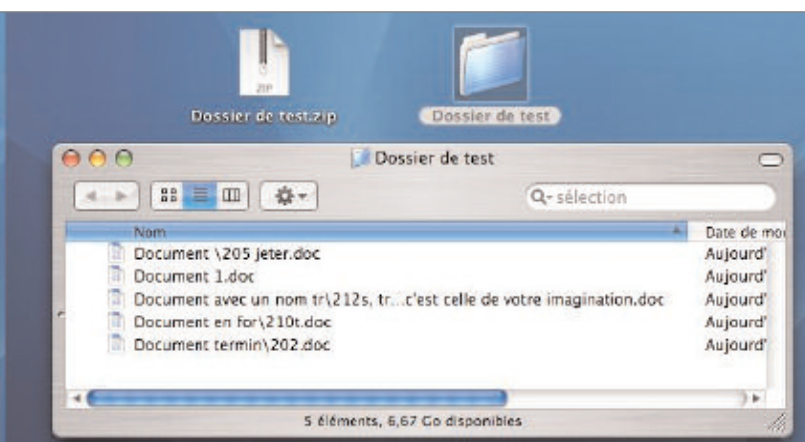 ZIP
Dossier de test.zip
Dossier de test
Dossier de test
sélection
Nom
Date de mo
Document \205 jeter.doc
Aujourd'
Document 1.doc
Aujourd'
Document avec un nom tr\212s, tr...c'est celle de votre imagination.doc
Aujourd'
Document en for\210t.doc
Aujourd'
Document termin\202.doc
Aujourd'
5 éléments, 6,67 Go disponibles